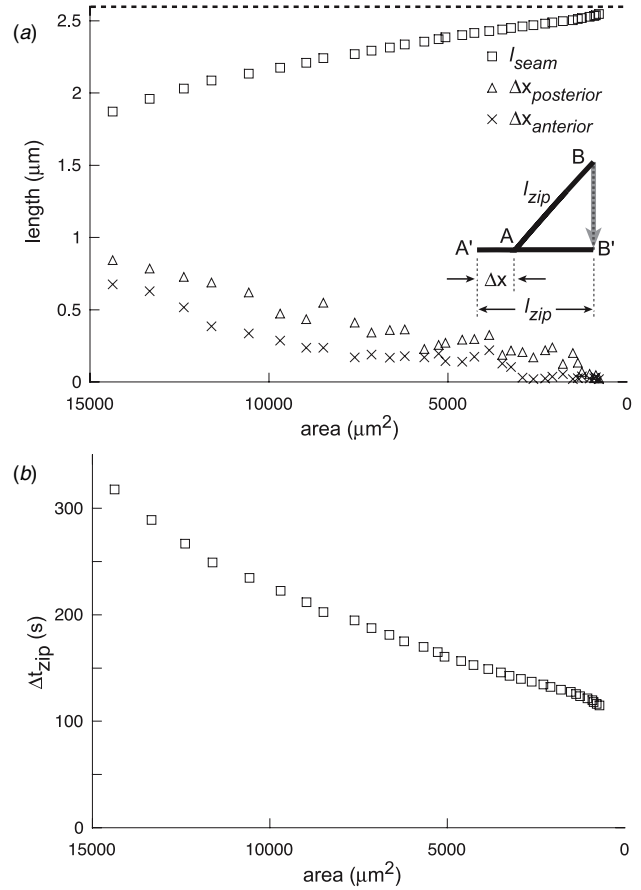 (a)
2.5
2
1.5
1
0.5
0
length (μm)
l_seam
Δx_posterior
Δx_anterior
B
l_zip
A' A B'
Δx
l_zip
15000 10000 5000 0
area (μm²)
(b)
300
200
100
0
Δt_zip (s)
15000 10000 5000 0
area (μm²)